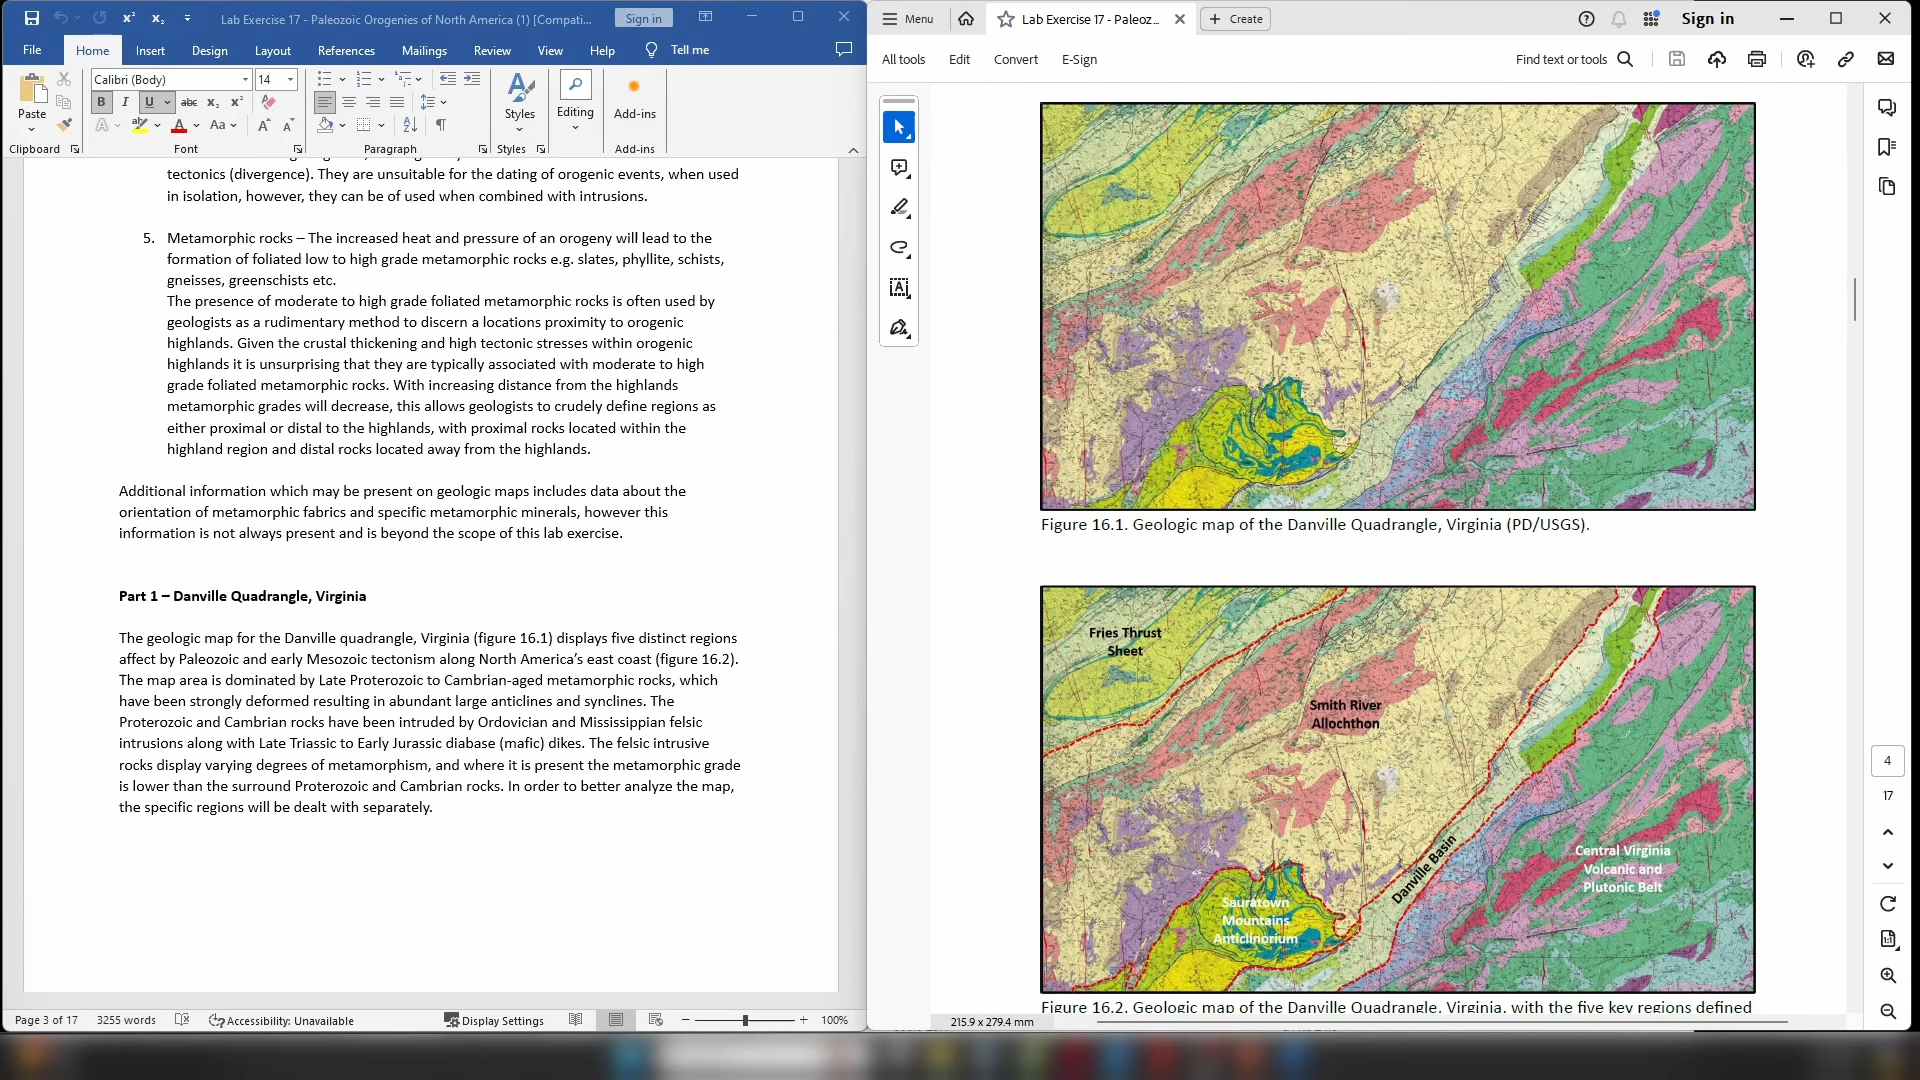 Lab Exercise 17 - Paleozoic Orogenies of North America (1) [Compati...
Sign in
File
Home
Insert
Design
Layout
References
Mailings
Review
View
Help
Tell me
Paste
Calibri (Body)
14
Styles
Editing
Add-ins
Clipboard
Font
Paragraph
Styles
Add-ins
tectonics (divergence). They are unsuitable for the dating of orogenic events, when used
in isolation, however, they can be of used when combined with intrusions.
5. Metamorphic rocks – The increased heat and pressure of an orogeny will lead to the
formation of foliated low to high grade metamorphic rocks e.g. slates, phyllite, schists,
gneisses, greenschists etc.
The presence of moderate to high grade foliated metamorphic rocks is often used by
geologists as a rudimentary method to discern a locations proximity to orogenic
highlands. Given the crustal thickening and high tectonic stresses within orogenic
highlands it is unsurprising that they are typically associated with moderate to high
grade foliated metamorphic rocks. With increasing distance from the highlands
metamorphic grades will decrease, this allows geologists to crudely define regions as
either proximal or distal to the highlands, with proximal rocks located within the
highland region and distal rocks located away from the highlands.
Additional information which may be present on geologic maps includes data about the
orientation of metamorphic fabrics and specific metamorphic minerals, however this
information is not always present and is beyond the scope of this lab exercise.
Part 1 – Danville Quadrangle, Virginia
The geologic map for the Danville quadrangle, Virginia (figure 16.1) displays five distinct regions
affect by Paleozoic and early Mesozoic tectonism along North America's east coast (figure 16.2).
The map area is dominated by Late Proterozoic to Cambrian-aged metamorphic rocks, which
have been strongly deformed resulting in abundant large anticlines and synclines. The
Proterozoic and Cambrian rocks have been intruded by Ordovician and Mississippian felsic
intrusions along with Late Triassic to Early Jurassic diabase (mafic) dikes. The felsic intrusive
rocks display varying degrees of metamorphism, and where it is present the metamorphic grade
is lower than the surround Proterozoic and Cambrian rocks. In order to better analyze the map,
the specific regions will be dealt with separately.
Page 3 of 17
3255 words
Accessibility: Unavailable
Display Settings
100%
Menu
Lab Exercise 17 - Paleoz...
Create
Sign in
All tools
Edit
Convert
E-Sign
Find text or tools
Figure 16.1. Geologic map of the Danville Quadrangle, Virginia (PD/USGS).
Fries Thrust
Sheet
Smith River
Allochthon
Danville Basin
Central Virginia
Volcanic and
Plutonic Belt
Sauratown
Mountains
Anticlinorium
Figure 16.2. Geologic map of the Danville Quadrangle, Virginia, with the five key regions defined
215.9 x 279.4 mm
4
17